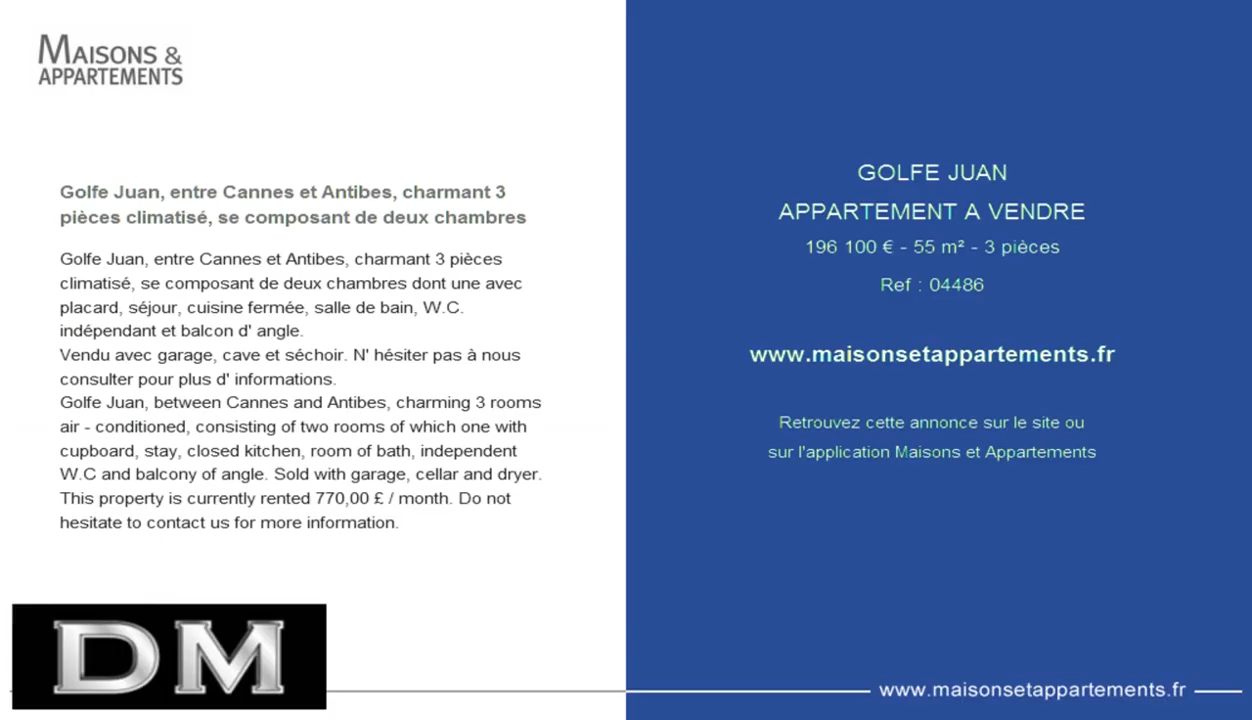 MAISONS &
APPARTEMENTS
Golfe Juan, entre Cannes et Antibes, charmant 3
pièces climatisé, se composant de deux chambres
Golfe Juan, entre Cannes et Antibes, charmant 3 pièces
climatisé, se composant de deux chambres dont une avec
placard, séjour, cuisine fermée, salle de bain, W.C.
indépendant et balcon d' angle.
Vendu avec garage, cave et séchoir. N' hésiter pas à nous
consulter pour plus d' informations.
Golfe Juan, between Cannes and Antibes, charming 3 rooms
air - conditioned, consisting of two rooms of which one with
cupboard, stay, closed kitchen, room of bath, independent
W.C and balcony of angle. Sold with garage, cellar and dryer.
This property is currently rented 770,00 £ / month. Do not
hesitate to contact us for more information.
DM
GOLFE JUAN
APPARTEMENT A VENDRE
196 100 € - 55 m² - 3 pièces
Ref : 04486
www.maisonsetappartements.fr
Retrouvez cette annonce sur le site ou
sur l'application Maisons et Appartements
www.maisonsetappartements.fr